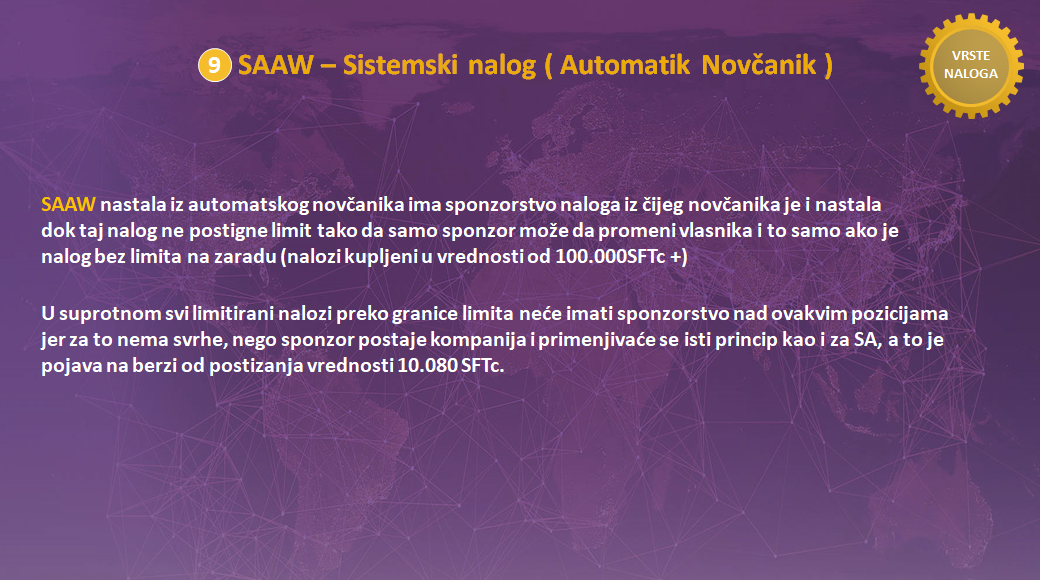 9 SAAW – Sistemski nalog ( Automatik Novčanik )
VRSTE
NALOGA
SAAW nastala iz automatskog novčanika ima sponzorstvo naloga iz čijeg novčanika je i nastala
dok taj nalog ne postigne limit tako da samo sponzor može da promeni vlasnika i to samo ako je
nalog bez limita na zaradu (nalozi kupljeni u vrednosti od 100.000SFTc +)
U suprotnom svi limitirani nalozi preko granice limita neće imati sponzorstvo nad ovakvim pozicijama
jer za to nema svrhe, nego sponzor postaje kompanija i primenjivaće se isti princip kao i za SA, a to je
pojava na berzi od postizanja vrednosti 10.080 SFTc.